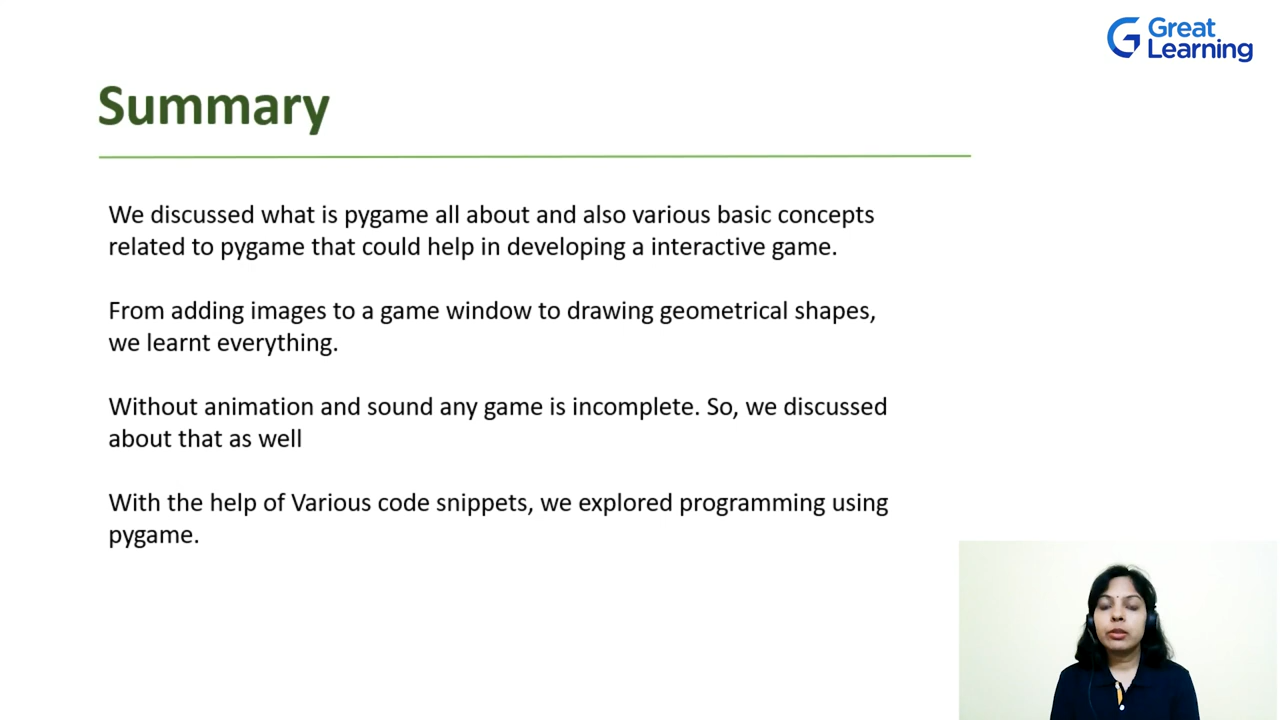 Great
Learning
Summary
We discussed what is pygame all about and also various basic concepts
related to pygame that could help in developing a interactive game.
From adding images to a game window to drawing geometrical shapes,
we learnt everything.
Without animation and sound any game is incomplete. So, we discussed
about that as well
With the help of Various code snippets, we explored programming using
pygame.